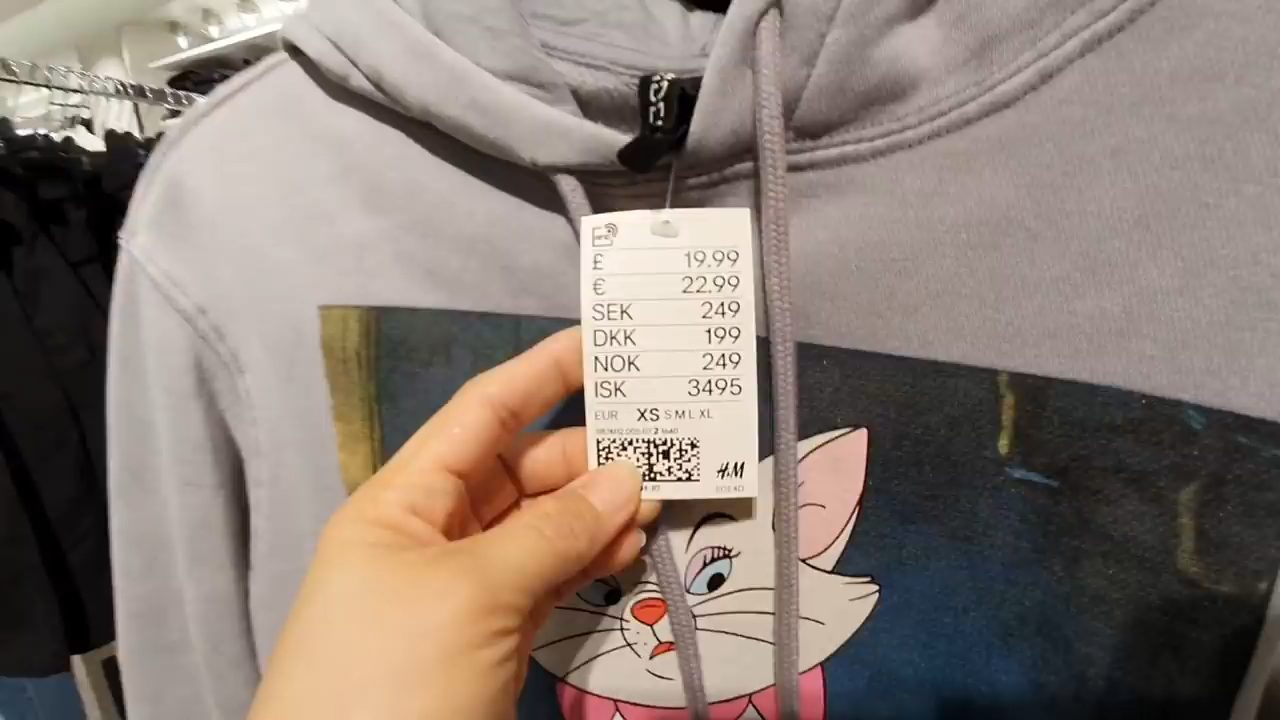 £ 19.99
€ 22.99
SEK 249
DKK 199
NOK 249
ISK 3495
EUR XS S M L XL
H&M